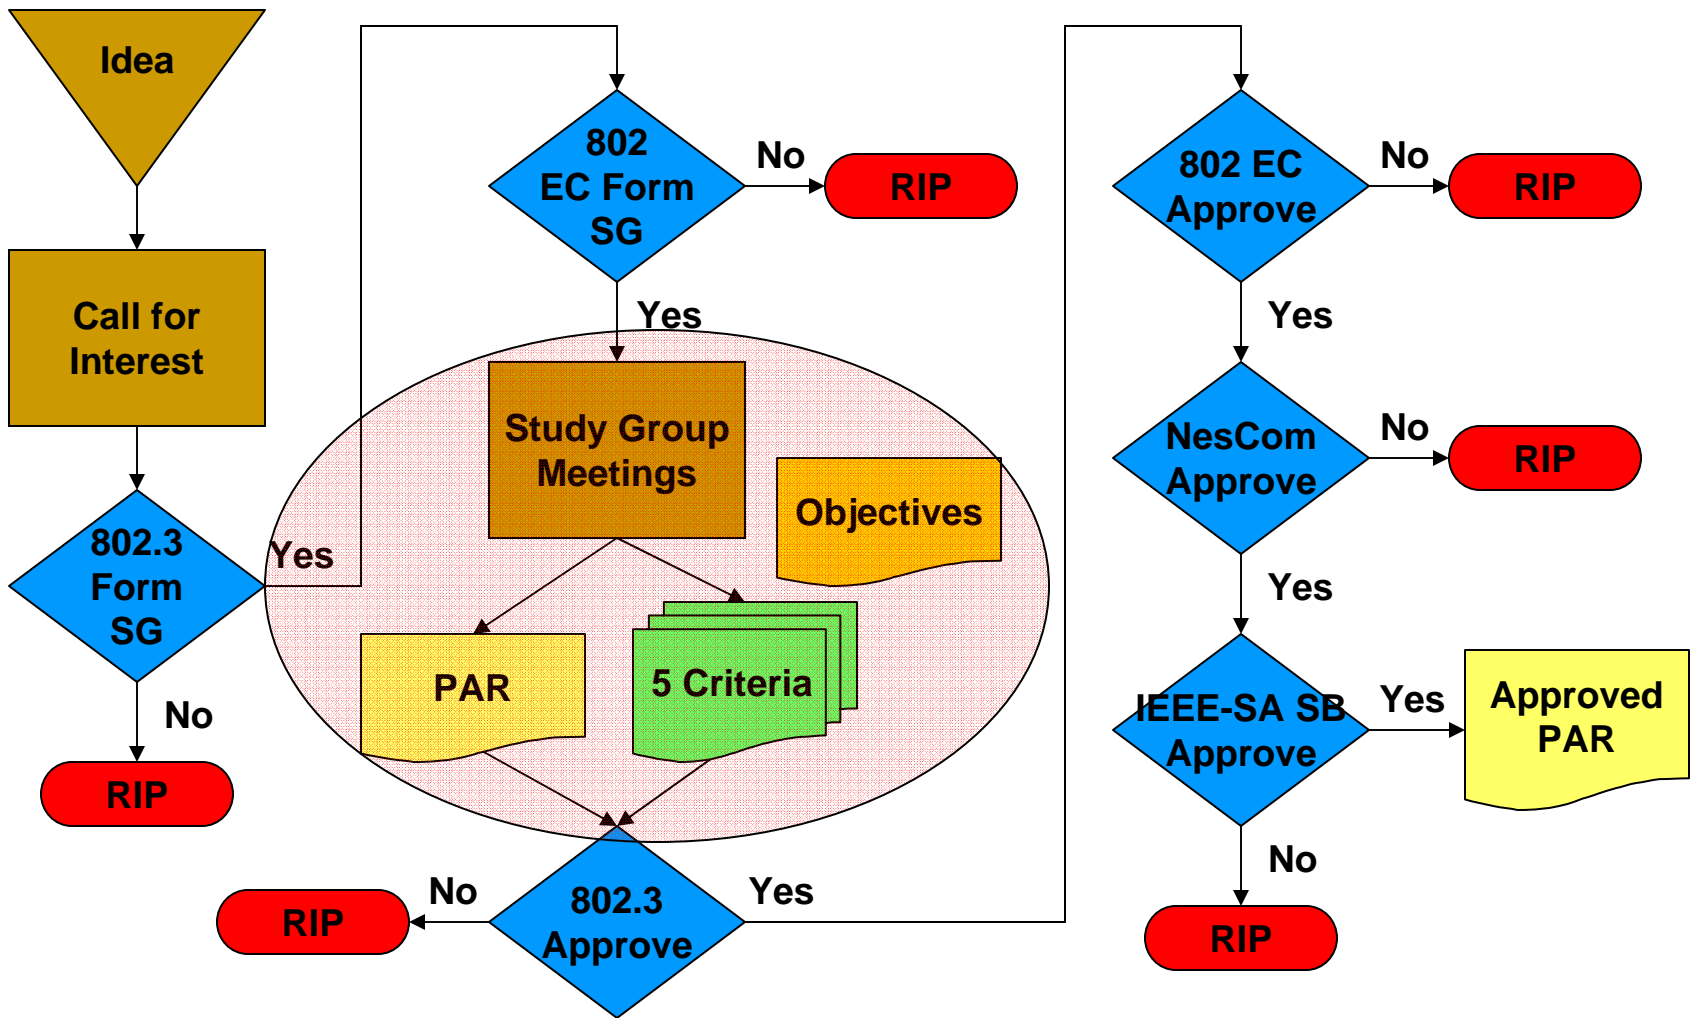 Idea
Call for
Interest
802.3
Form
SG
Yes
No
RIP
802
EC Form
SG
No
RIP
Yes
Study Group
Meetings
Objectives
PAR
5 Criteria
802.3
Approve
No
RIP
Yes
802 EC
Approve
No
RIP
Yes
NesCom
Approve
No
RIP
Yes
IEEE-SA SB
Approve
Yes
Approved
PAR
No
RIP